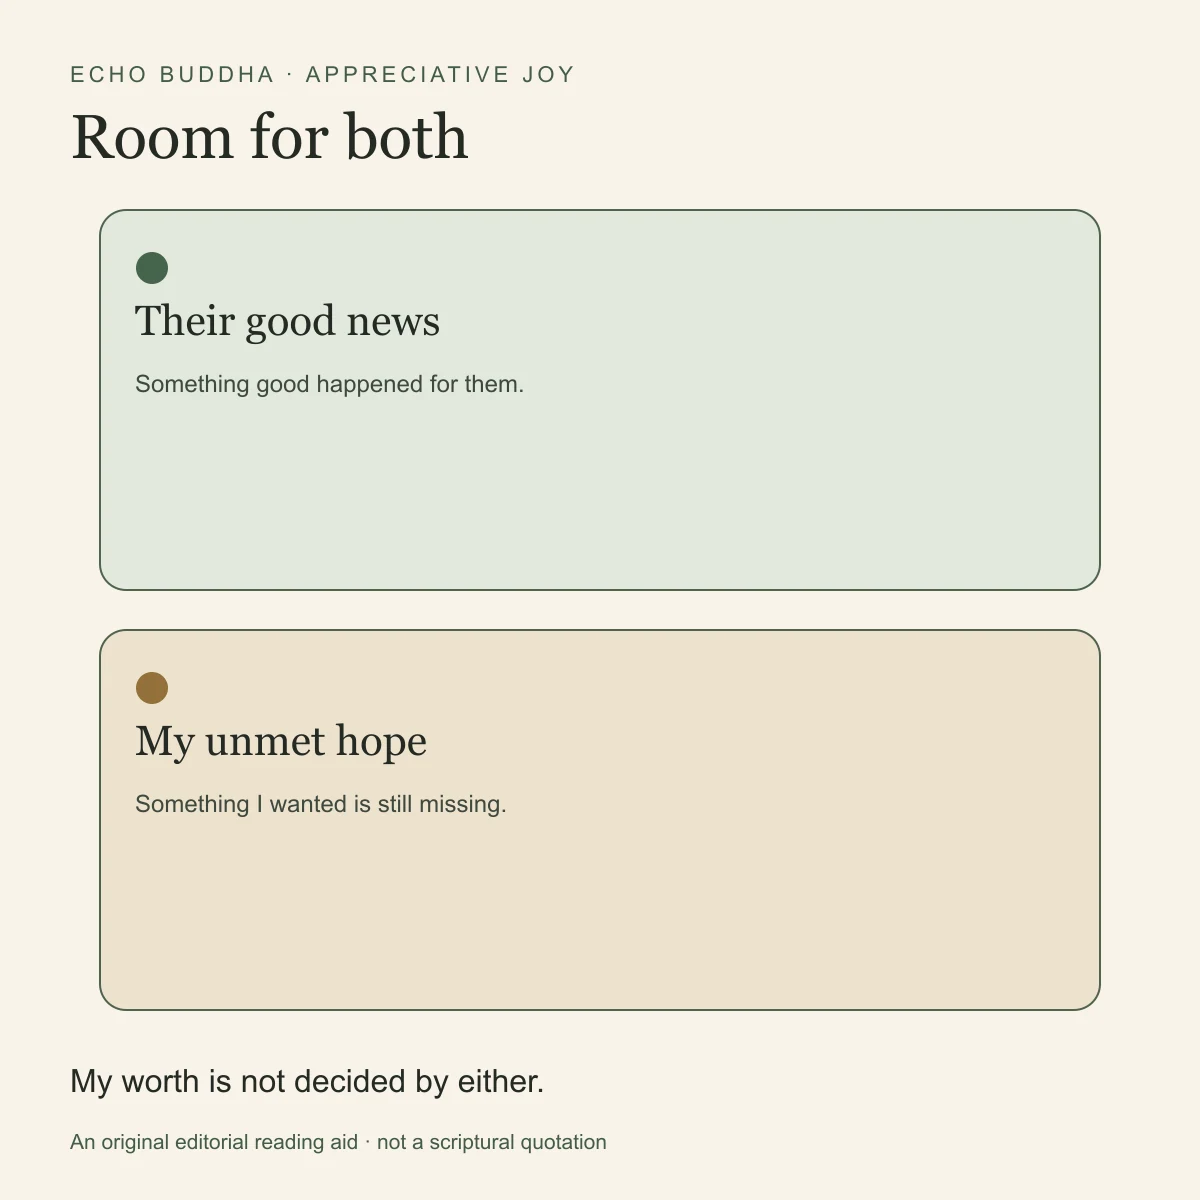 ECHO BUDDHA · APPRECIATIVE JOY
Room for both
Their good news
Something good happened for them.
My unmet hope
Something I wanted is still missing.
My worth is not decided by either.
An original editorial reading aid · not a scriptural quotation